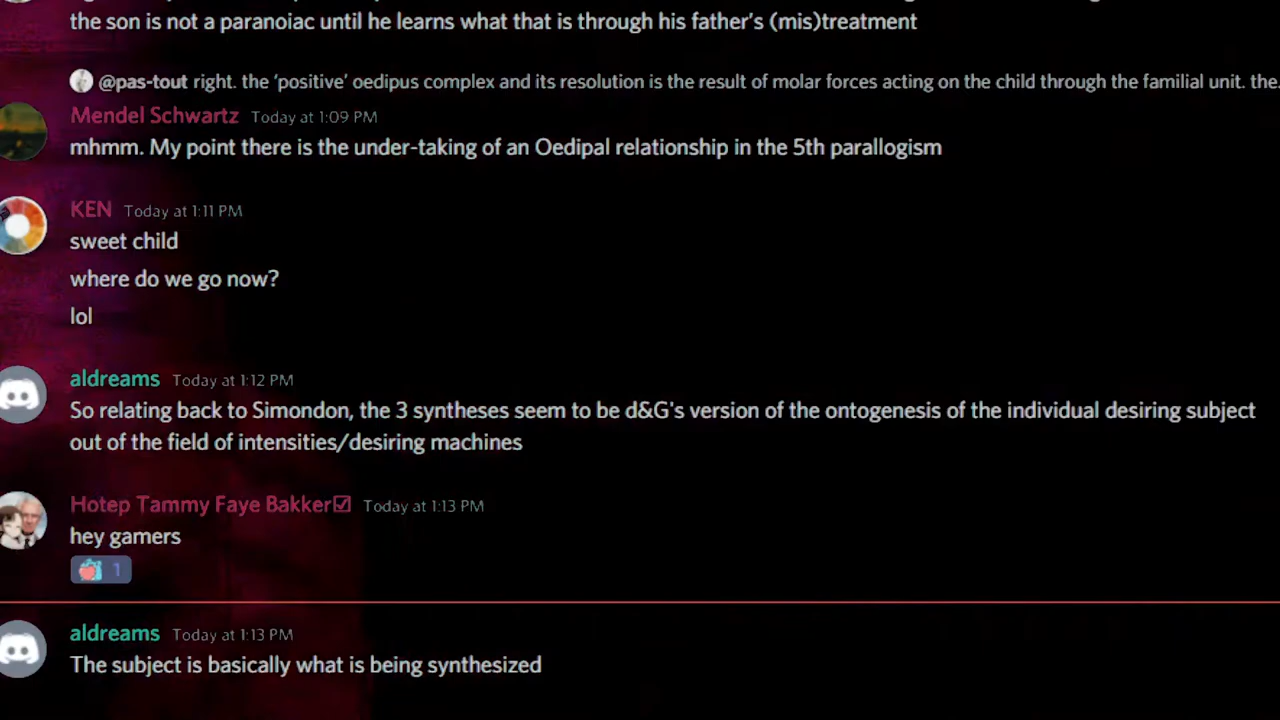 the son is not a paranoiac until he learns what that is through his father's (mis)treatment
@pas-tout right. the 'positive' oedipus complex and its resolution is the result of molar forces acting on the child through the familial unit. the...
Mendel Schwartz Today at 1:09 PM
mhmm. My point there is the under-taking of an Oedipal relationship in the 5th parallogism
KEN Today at 1:11 PM
sweet child
where do we go now?
lol
aldreams Today at 1:12 PM
So relating back to Simondon, the 3 syntheses seem to be d&G's version of the ontogenesis of the individual desiring subject
out of the field of intensities/desiring machines
Hotep Tammy Faye Bakker☑ Today at 1:13 PM
hey gamers
1
aldreams Today at 1:13 PM
The subject is basically what is being synthesized